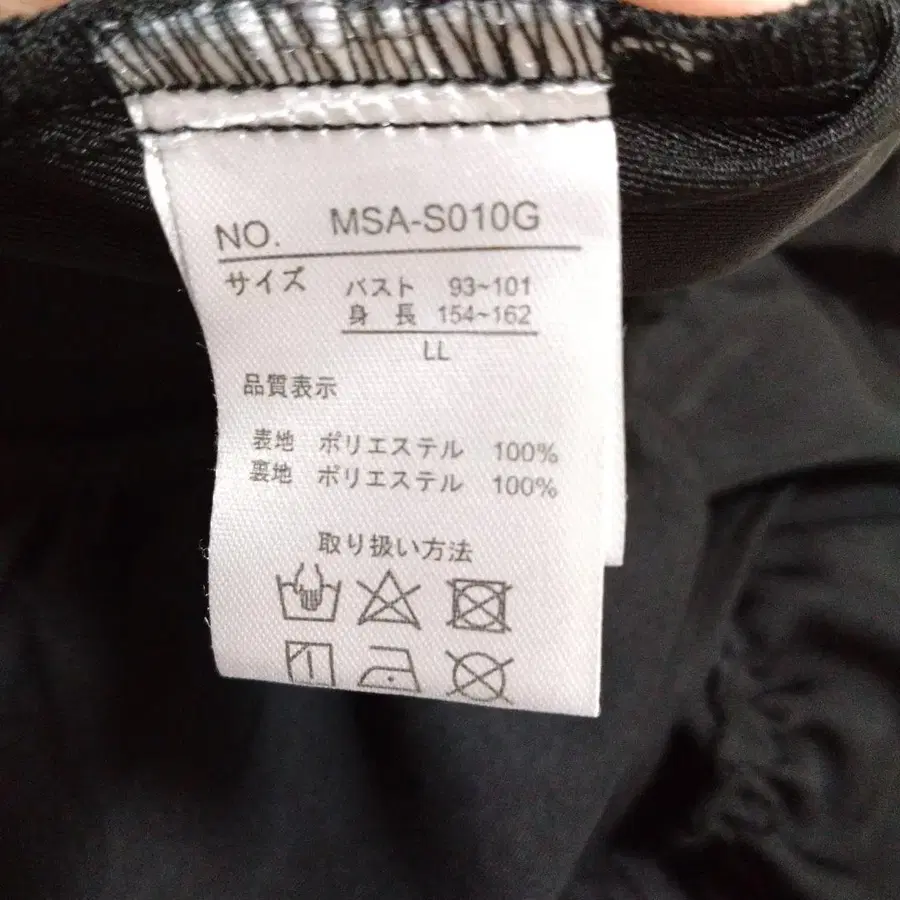 NO. MSA-S010G
サイズ バスト 93~101
身長 154~162
LL
品質表示
表地 ポリエステル 100%
裏地 ポリエステル 100%
取り扱い方法